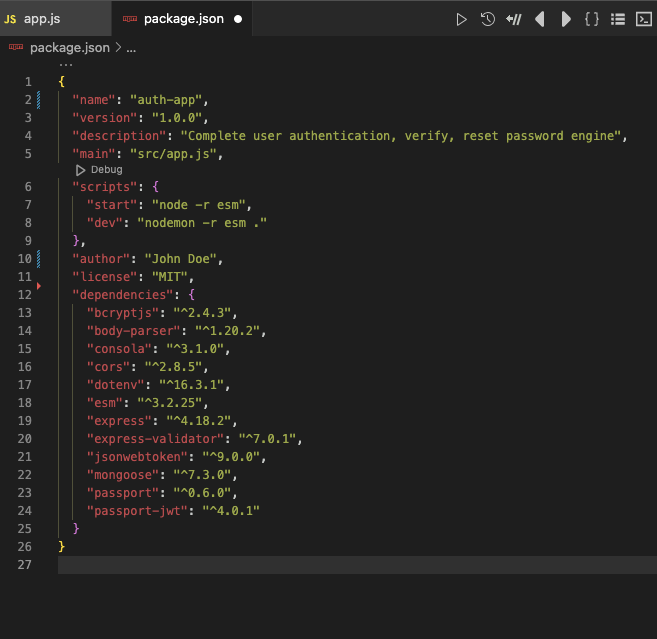 JS app.js
package.json
package.json > ...
...
1 {
2 "name": "auth-app",
3 "version": "1.0.0",
4 "description": "Complete user authentication, verify, reset password engine",
5 "main": "src/app.js",
Debug
6 "scripts": {
7 "start": "node -r esm",
8 "dev": "nodemon -r esm ."
9 },
10 "author": "John Doe",
11 "license": "MIT",
12 "dependencies": {
13 "bcryptjs": "^2.4.3",
14 "body-parser": "^1.20.2",
15 "consola": "^3.1.0",
16 "cors": "^2.8.5",
17 "dotenv": "^16.3.1",
18 "esm": "^3.2.25",
19 "express": "^4.18.2",
20 "express-validator": "^7.0.1",
21 "jsonwebtoken": "^9.0.0",
22 "mongoose": "^7.3.0",
23 "passport": "^0.6.0",
24 "passport-jwt": "^4.0.1"
25 }
26 }
27